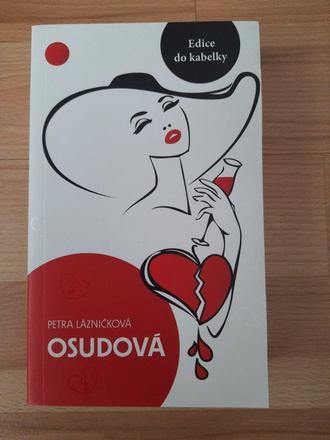 Edice
do kabelky
PETRA LÁZNIČKOVÁ
OSUDOVÁ